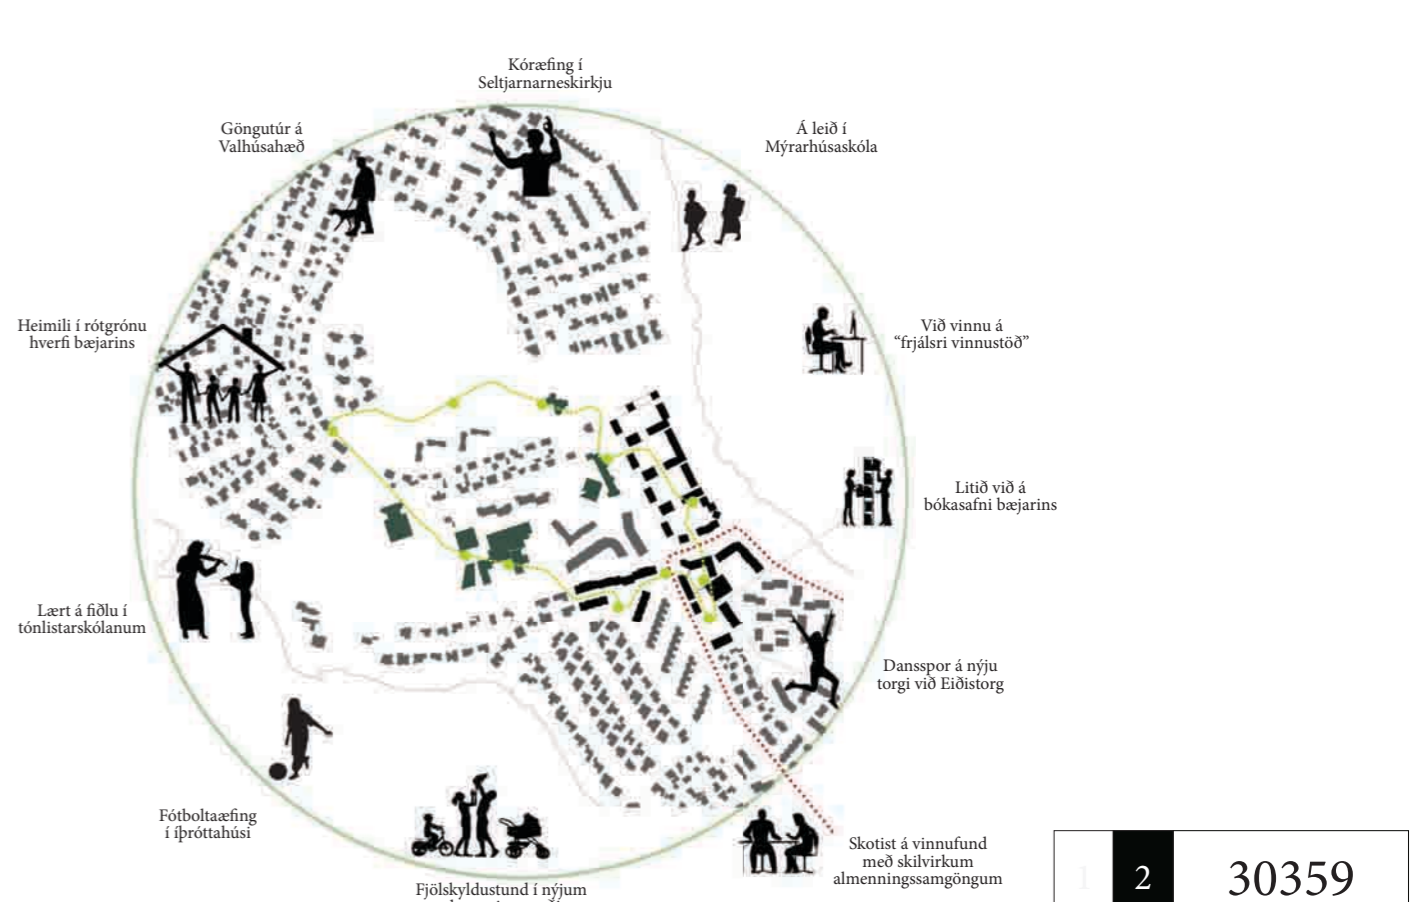 Kóræfing í
Seltjarnarneskirkju
Göngutúr á
Valhúsahæð
Á leið í
Mýrarhúsaskóla
Heimili í rótgrónu
hverfi bæjarins
Við vinnu á
“frjálsri vinnustöð”
Litið við á
bókasafni bæjarins
Lært á fiðlu í
tónlistarskólanum
Dansspor á nýju
torgi við Eiðistorg
Fótboltaæfing
í íþróttahúsi
Skotist á vinnufund
með skilvirkum
almenningssamgöngum
Fjölskyldustund í nýjum
1 2 30359